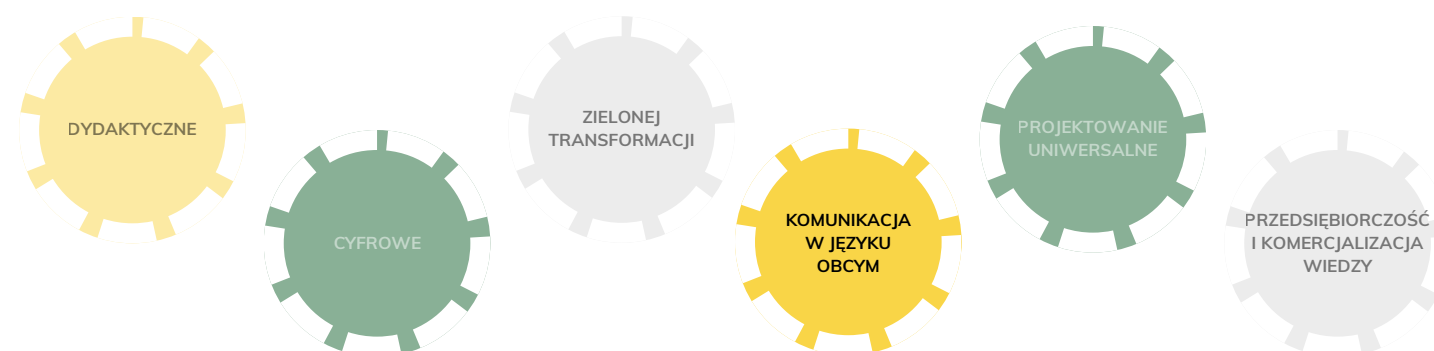 DYDAKTYCZNE
CYFROWE
ZIELONEJ
TRANSFORMACJI
KOMUNIKACJA
W JĘZYKU
OBCYM
PROJEKTOWANIE
UNIWERSALNE
PRZEDSIĘBIORCZOŚĆ
I KOMERCJALIZACJA
WIEDZY